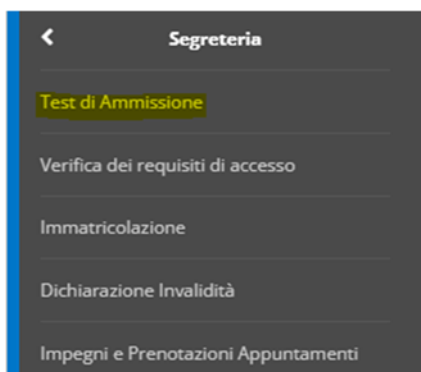 Segreteria
Test di Ammissione
Verifica dei requisiti di accesso
Immatricolazione
Dichiarazione Invalidità
Impegni e Prenotazioni Appuntamenti